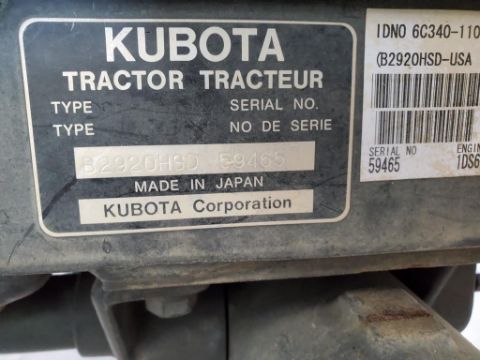 KUBOTA
TRACTOR TRACTEUR
TYPE SERIAL NO.
TYPE NO DE SERIE
B2920HSD 59465
MADE IN JAPAN
KUBOTA Corporation
IDNO 6C340-110
(B2920HSD-USA
SERIAL NO ENGIN
59465 1DS6